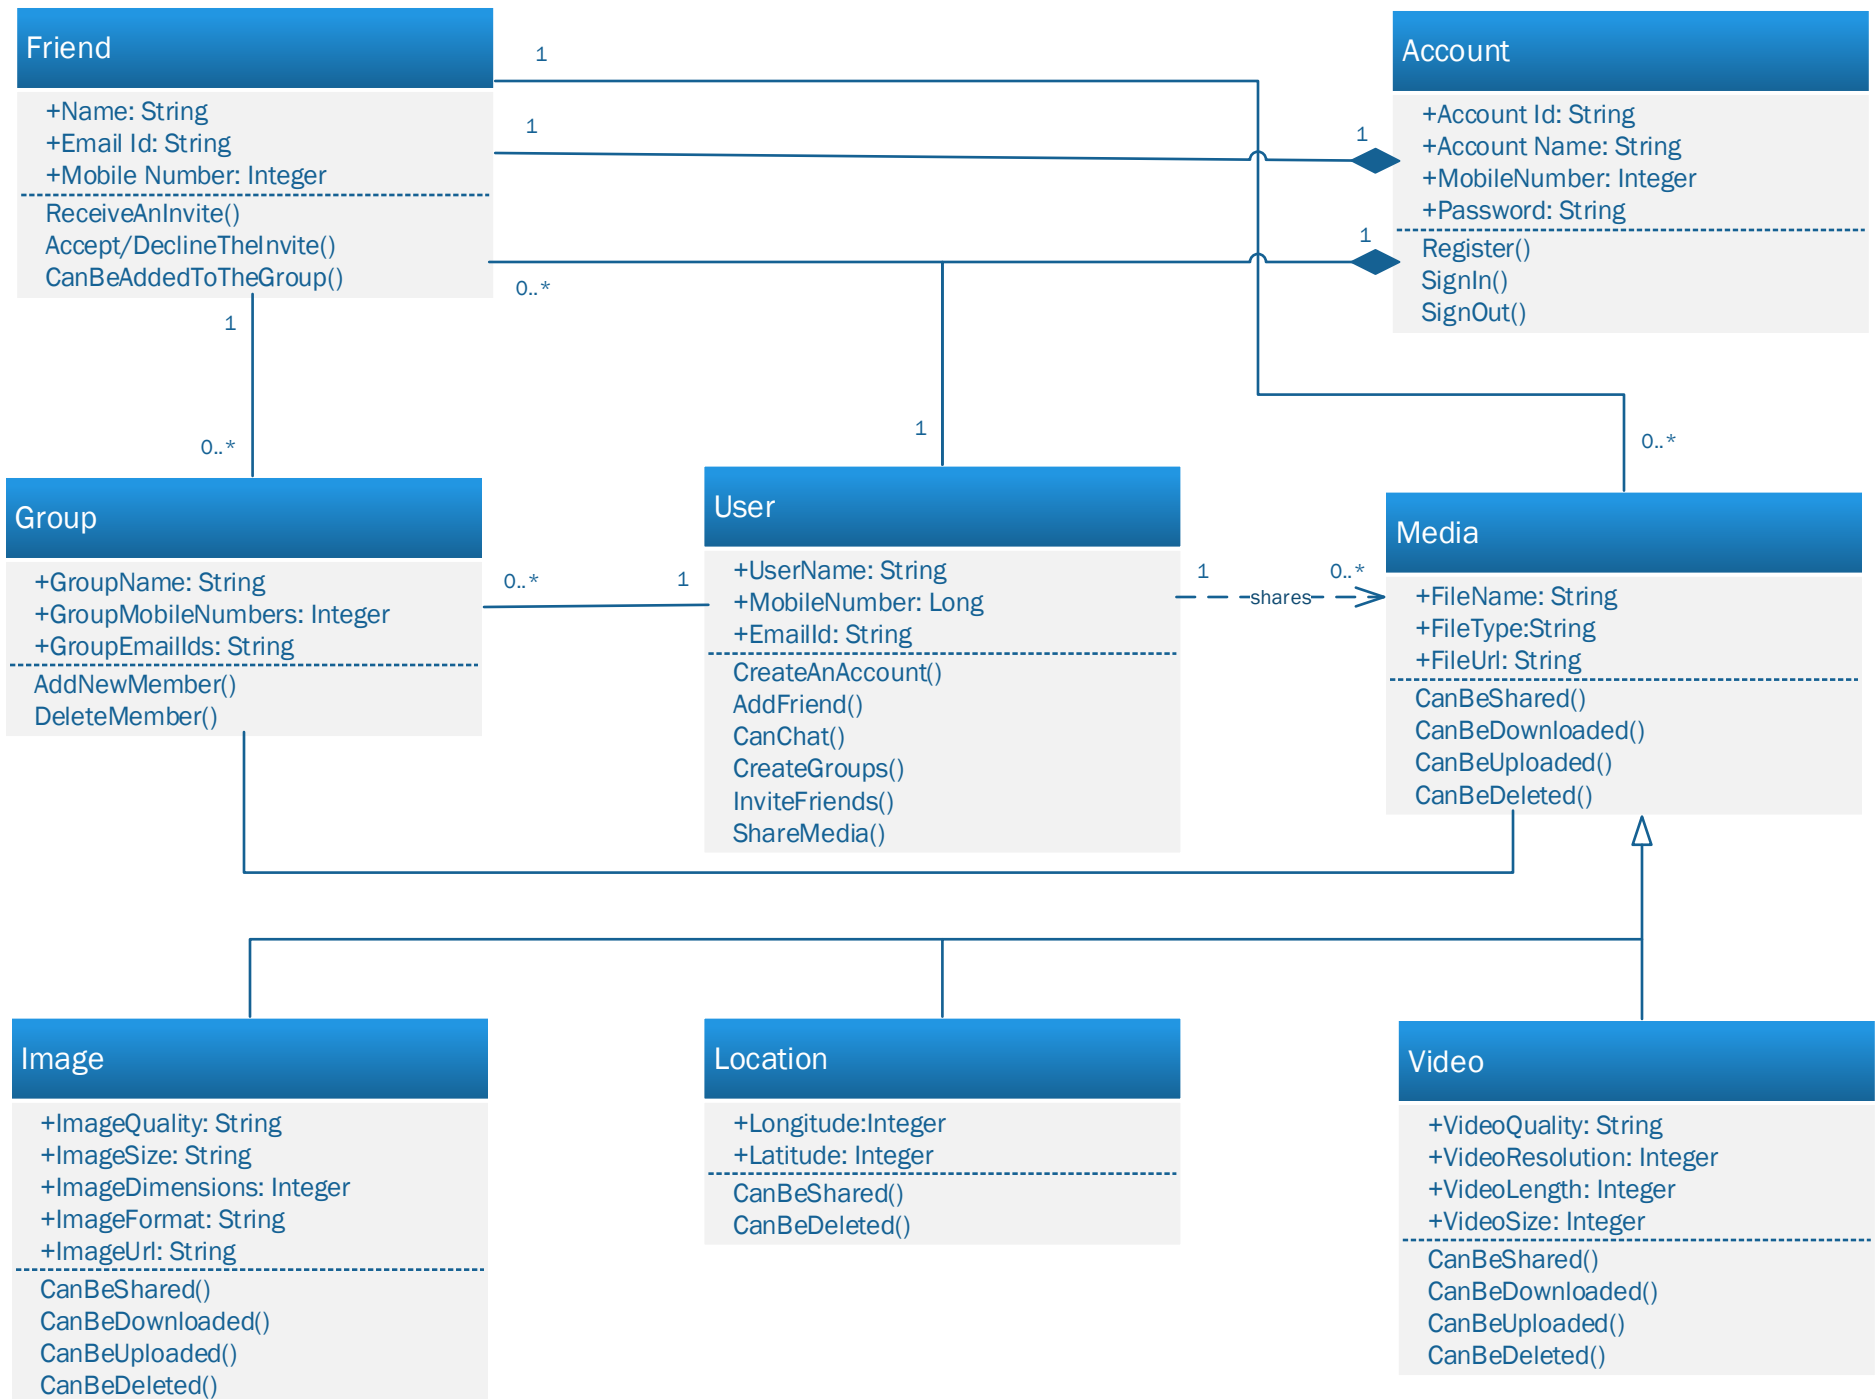 Friend
+Name: String
+Email Id: String
+Mobile Number: Integer
ReceiveAnInvite()
Accept/DeclineTheInvite()
CanBeAddedToTheGroup()
1
1
0..*
1
0..*
1
1
Account
+Account Id: String
+Account Name: String
+MobileNumber: Integer
+Password: String
Register()
SignIn()
SignOut()
1
0..*
Group
+GroupName: String
+GroupMobileNumbers: Integer
+GroupEmailIds: String
AddNewMember()
DeleteMember()
0..*
1
User
+UserName: String
+MobileNumber: Long
+EmailId: String
CreateAnAccount()
AddFriend()
CanChat()
CreateGroups()
InviteFriends()
ShareMedia()
1
0..*
shares
Media
+FileName: String
+FileType:String
+FileUrl: String
CanBeShared()
CanBeDownloaded()
CanBeUploaded()
CanBeDeleted()
Image
+ImageQuality: String
+ImageSize: String
+ImageDimensions: Integer
+ImageFormat: String
+ImageUrl: String
CanBeShared()
CanBeDownloaded()
CanBeUploaded()
CanBeDeleted()
Location
+Longitude:Integer
+Latitude: Integer
CanBeShared()
CanBeDeleted()
Video
+VideoQuality: String
+VideoResolution: Integer
+VideoLength: Integer
+VideoSize: Integer
CanBeShared()
CanBeDownloaded()
CanBeUploaded()
CanBeDeleted()